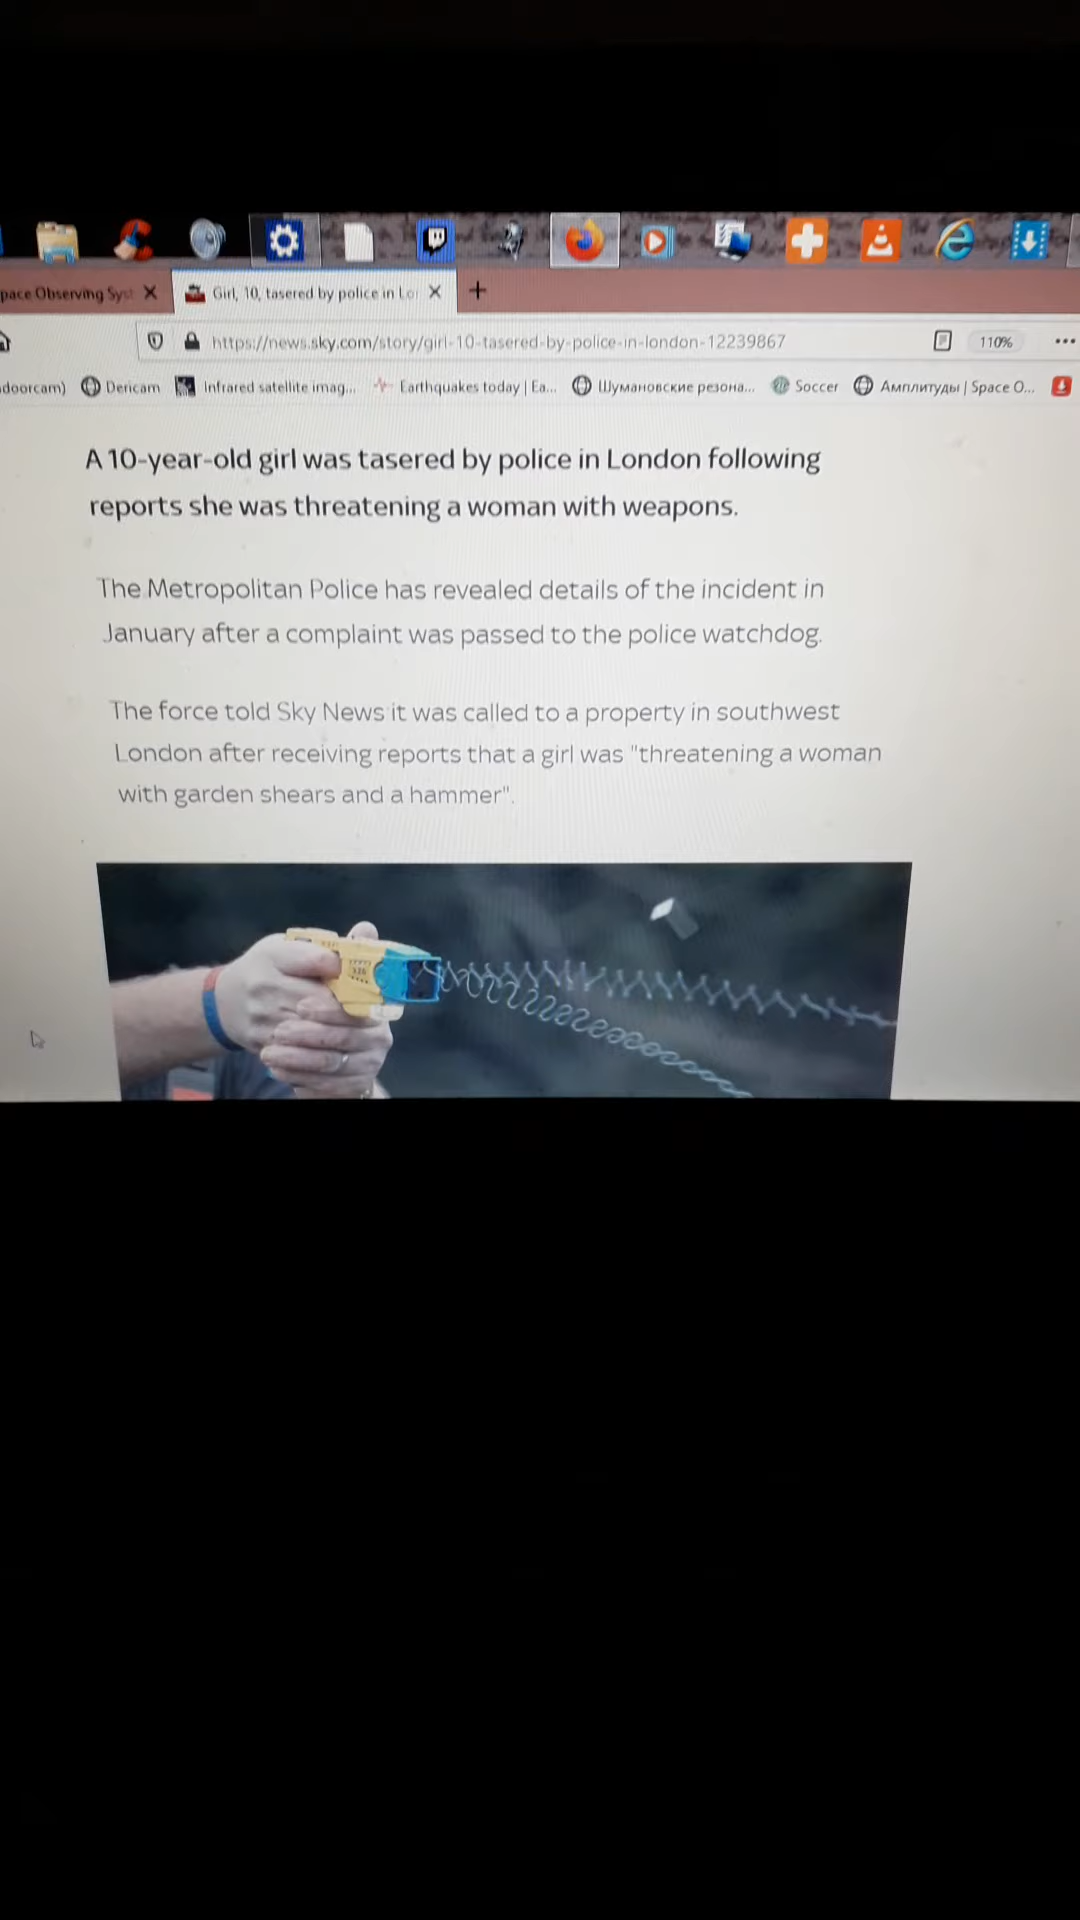 pace Observing Syst
Girl, 10, tasered by police in Lo
https://news.sky.com/story/girl-10-tasered-by-police-in-london-12239867
110%
doorcam)
Dericam
Infrared satellite imag...
Earthquakes today | Ea...
Шумановские резона...
Soccer
Амплитуды | Space O...
A 10-year-old girl was tasered by police in London following
reports she was threatening a woman with weapons.
The Metropolitan Police has revealed details of the incident in
January after a complaint was passed to the police watchdog.
The force told Sky News it was called to a property in southwest
London after receiving reports that a girl was "threatening a woman
with garden shears and a hammer".
X26